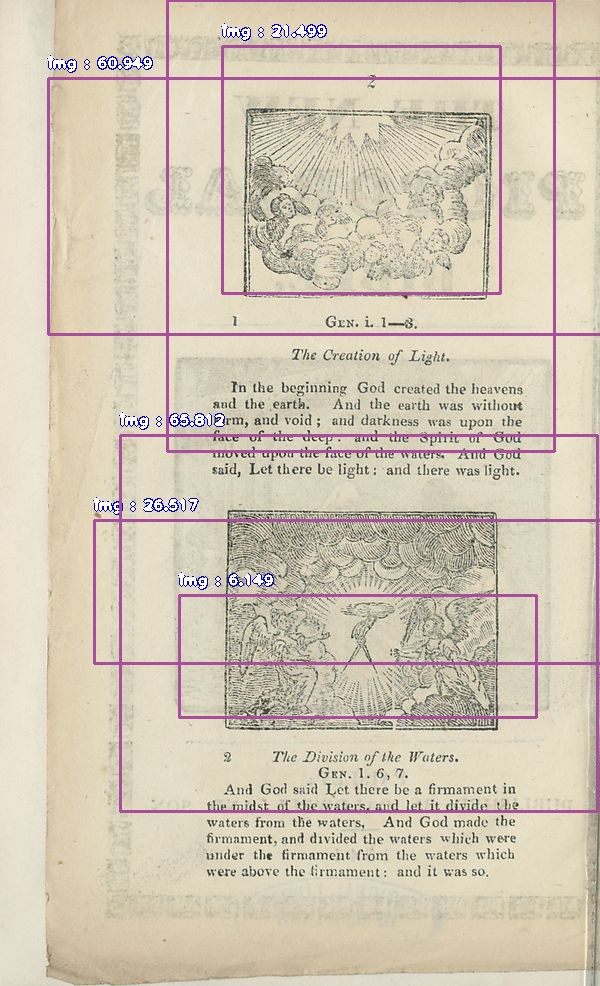 img : 21.499
img : 60.949
2
1 GEN. i. 1—3.
The Creation of Light.
In the beginning God created the heavens
and the earth. And the earth was without
form, and void ; and darkness was upon the
img : 65.812
face of the deep. and the Spirit of God
moved upon the face of the waters. And God
said, Let there be light : and there was light.
img : 26.517
img : 6.149
2 The Division of the Waters.
GEN. 1. 6, 7.
And God said Let there be a firmament in
the midst of the waters, and let it divide the
waters from the waters, And God made the
firmament, and divided the waters which were
under the firmament from the waters which
were above the firmament : and it was so.